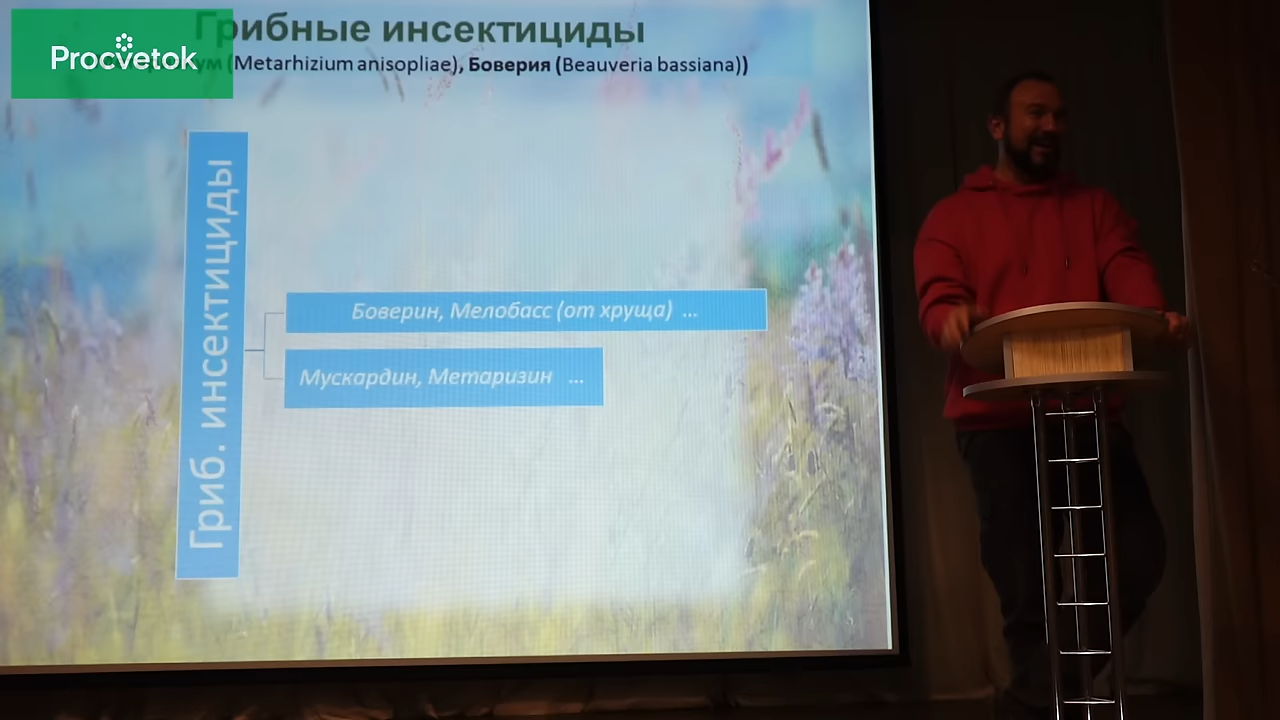 Procvetok
Грибные инсектициды
(Metarhizium anisopliae), Боверия (Beauveria bassiana))
Гриб. инсектициды
Боверин, Мелобасс (от хруща) ...
Мускардин, Метаризин ...